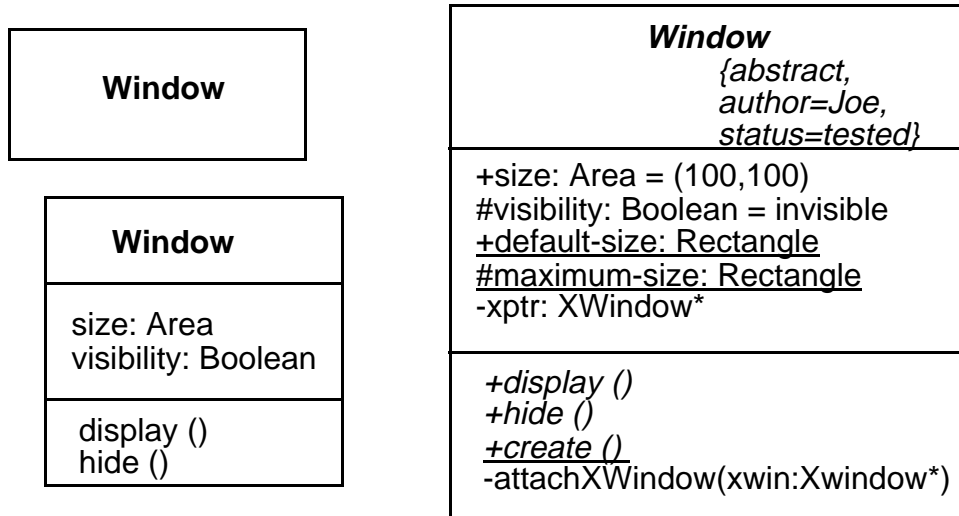 Window
Window
size: Area
visibility: Boolean
display ()
hide ()
Window
{abstract,
author=Joe,
status=tested}
+size: Area = (100,100)
#visibility: Boolean = invisible
+default-size: Rectangle
#maximum-size: Rectangle
-xptr: XWindow*
+display ()
+hide ()
+create ()
-attachXWindow(xwin:Xwindow*)